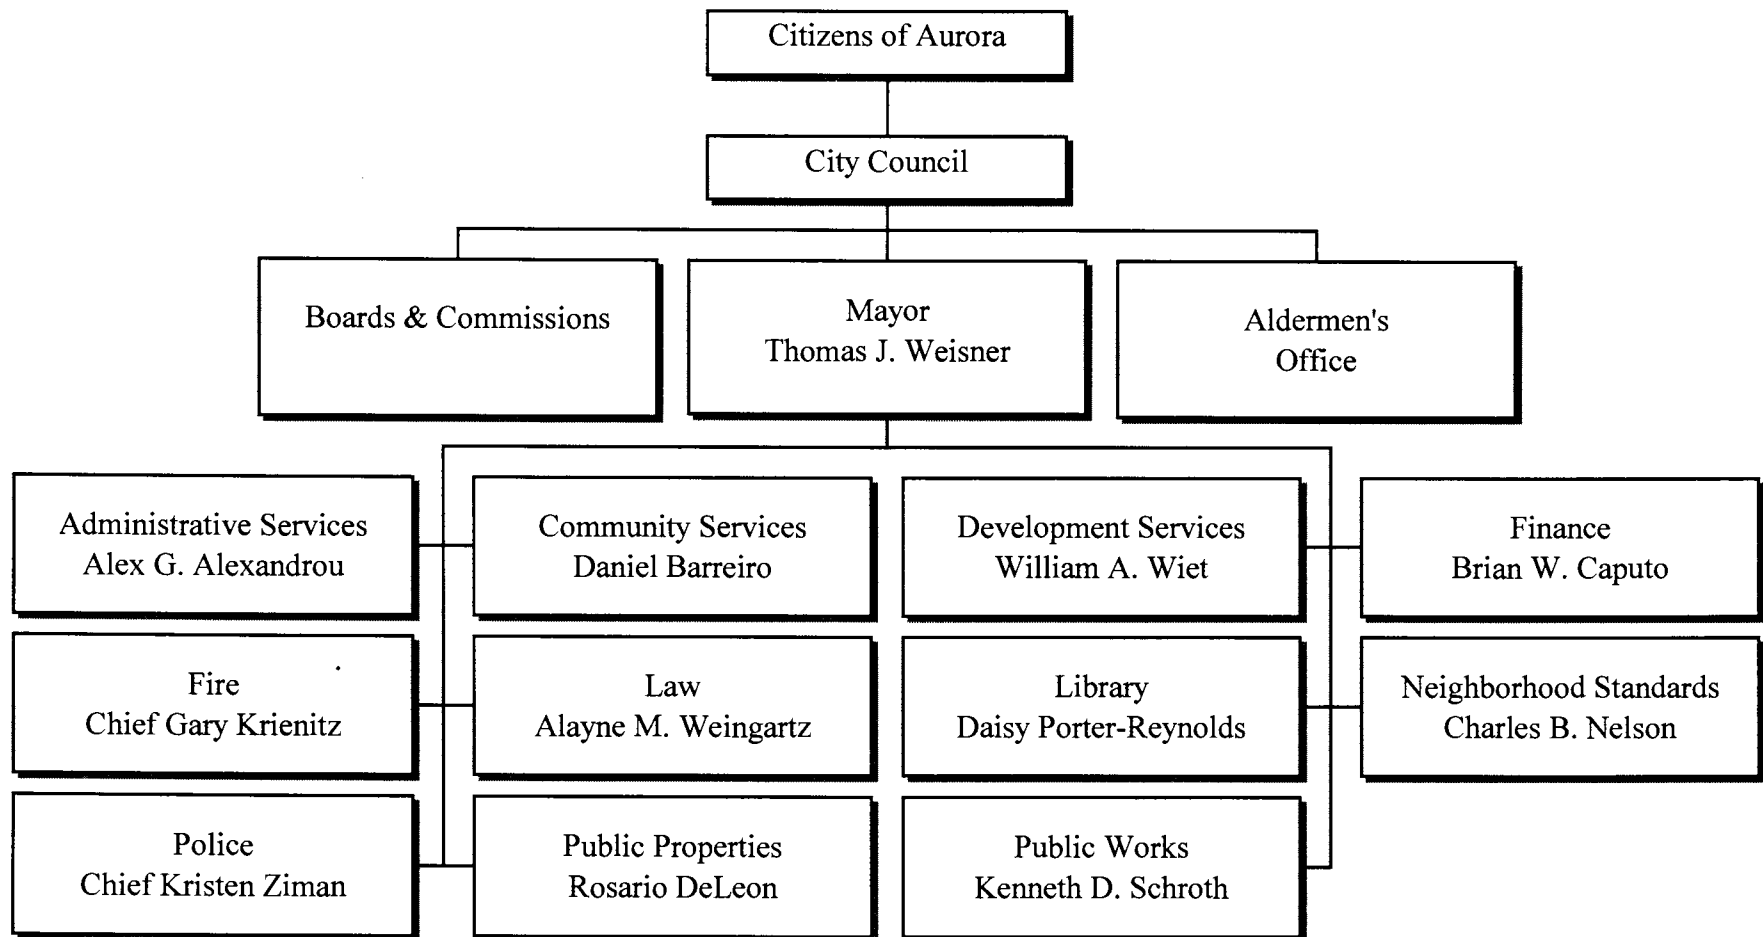 Citizens of Aurora
City Council
Boards & Commissions
Mayor
Thomas J. Weisner
Aldermen's
Office
Administrative Services
Alex G. Alexandrou
Community Services
Daniel Barreiro
Development Services
William A. Wiet
Finance
Brian W. Caputo
Fire
Chief Gary Krienitz
Law
Alayne M. Weingartz
Library
Daisy Porter-Reynolds
Neighborhood Standards
Charles B. Nelson
Police
Chief Kristen Ziman
Public Properties
Rosario DeLeon
Public Works
Kenneth D. Schroth